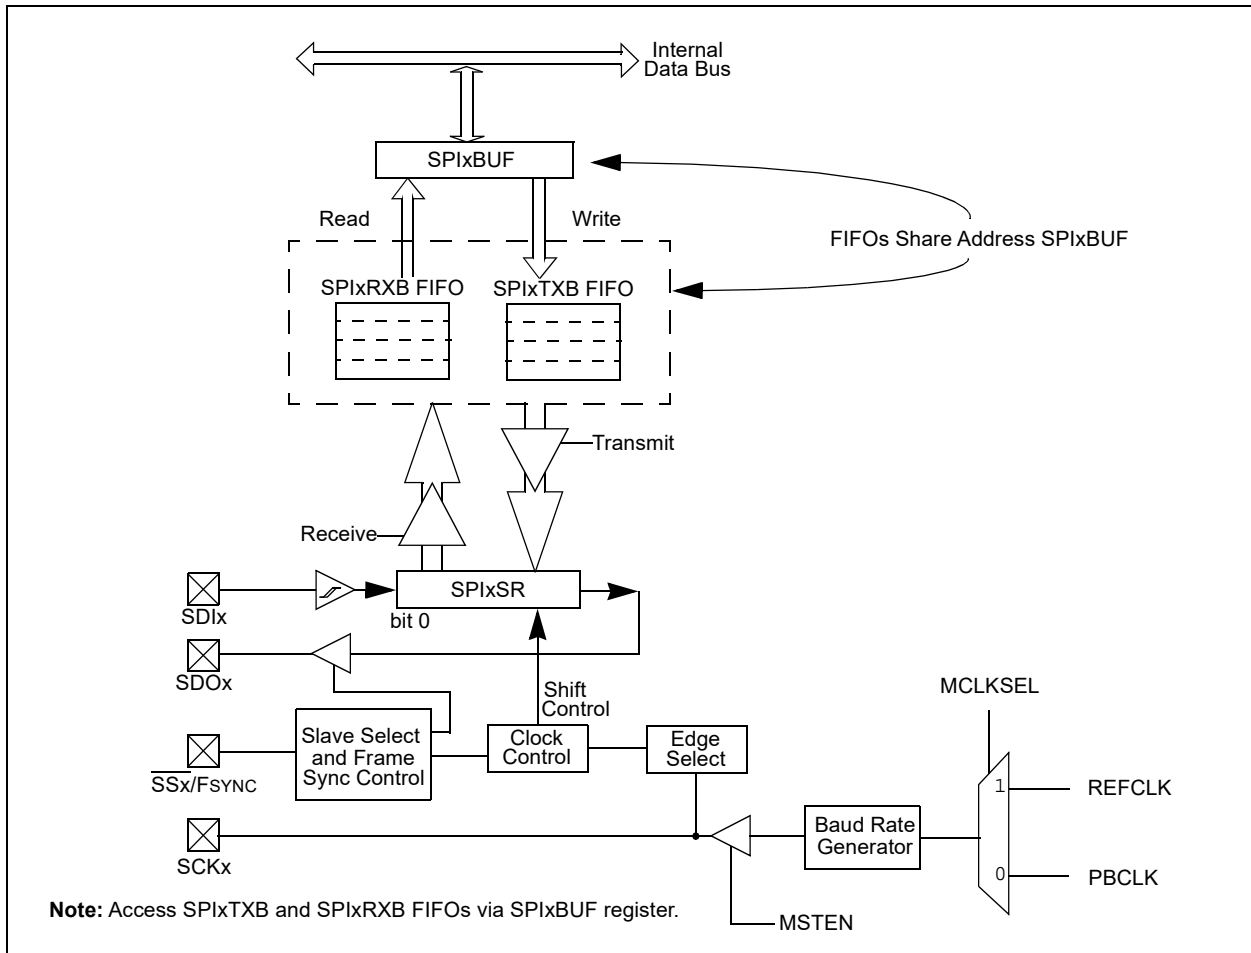 Internal
Data Bus
SPIxBUF
Read
Write
FIFOs Share Address SPIxBUF
SPIxRXB FIFO
SPIxTXB FIFO
Transmit
Receive
SPIxSR
SDIx
bit 0
SDOx
Shift
Control
MCLKSEL
Slave Select
and Frame
Sync Control
Clock
Control
Edge
Select
SSx/FSYNC
1
REFCLK
Baud Rate
Generator
SCKx
0
PBCLK
Note: Access SPIxTXB and SPIxRXB FIFOs via SPIxBUF register.
MSTEN